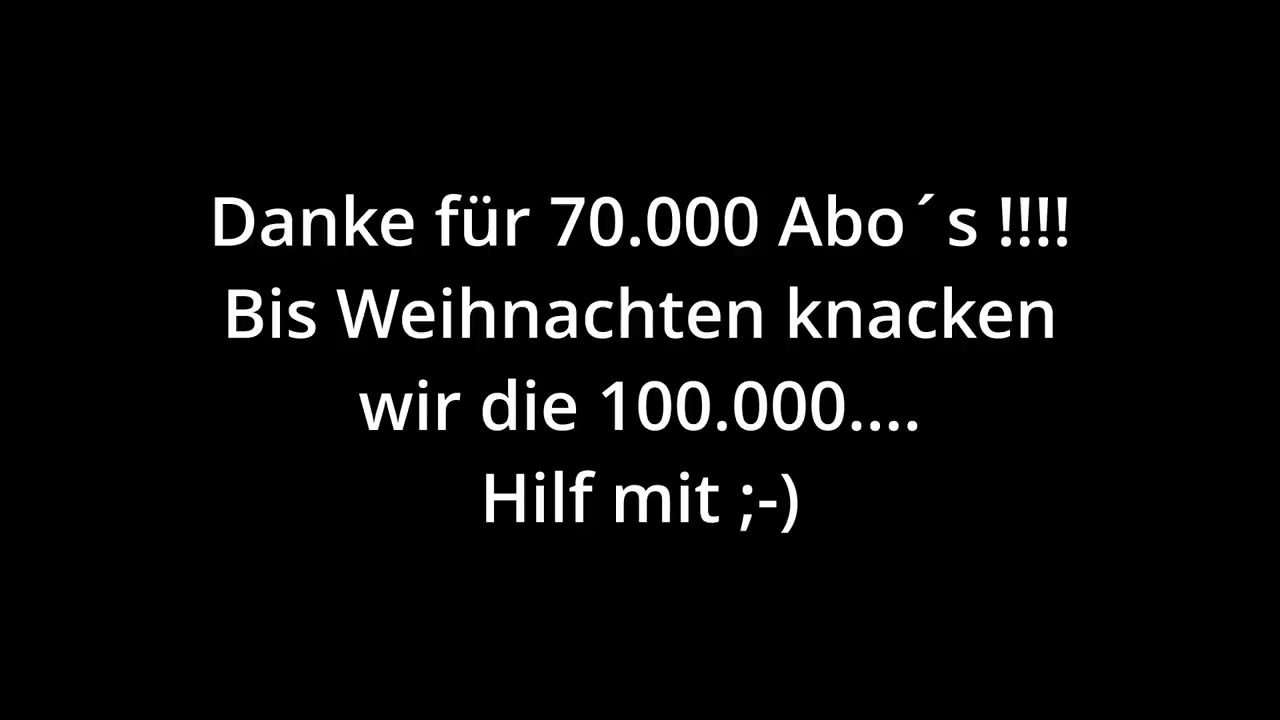 Danke für 70.000 Abo´s !!!!
Bis Weihnachten knacken
wir die 100.000....
Hilf mit ;-)